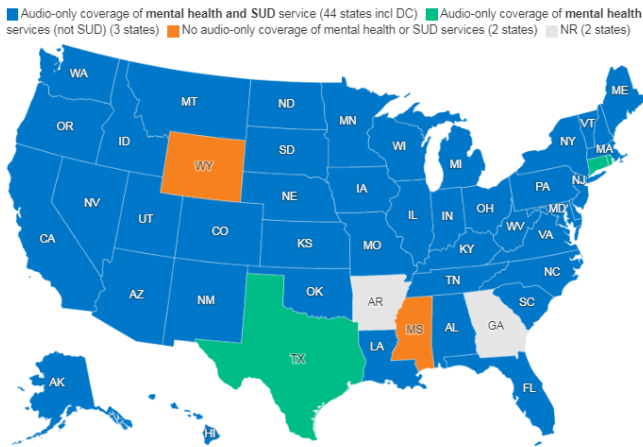 Audio-only coverage of mental health and SUD service (44 states incl DC) Audio-only coverage of mental health
services (not SUD) (3 states) No audio-only coverage of mental health or SUD services (2 states) NR (2 states)
WA
MT
ND
MN
ME
VT
OR
ID
WY
SD
WI
MI
NY
MA
NV
UT
CO
NE
IA
IL
IN
OH
PA
NJ
CA
KS
MO
KY
WV
VA
MD
AZ
NM
OK
AR
TN
NC
SC
TX
LA
MS
AL
GA
FL
AK
HI